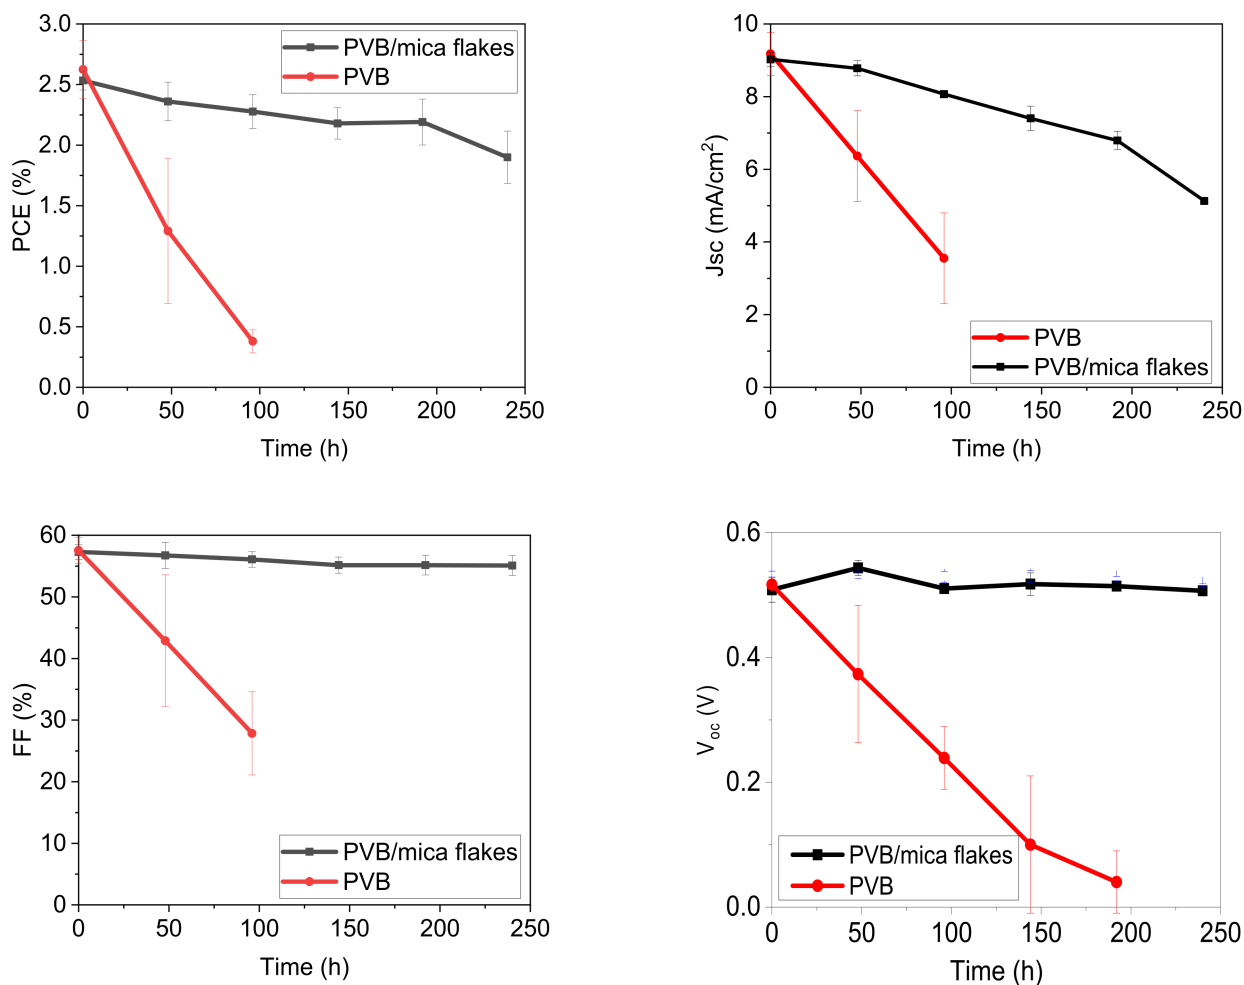 3.0
2.5
2.0
1.5
1.0
0.5
0.0
PCE (%)
PVB/mica flakes
PVB
0 50 100 150 200 250
Time (h)
10
8
6
4
2
0
Jsc (mA/cm²)
PVB
PVB/mica flakes
0 50 100 150 200 250
Time (h)
60
50
40
30
20
10
0
FF (%)
PVB/mica flakes
PVB
0 50 100 150 200 250
Time (h)
0.6
0.4
0.2
0.0
Voc (V)
PVB/mica flakes
PVB
0 50 100 150 200 250
Time (h)